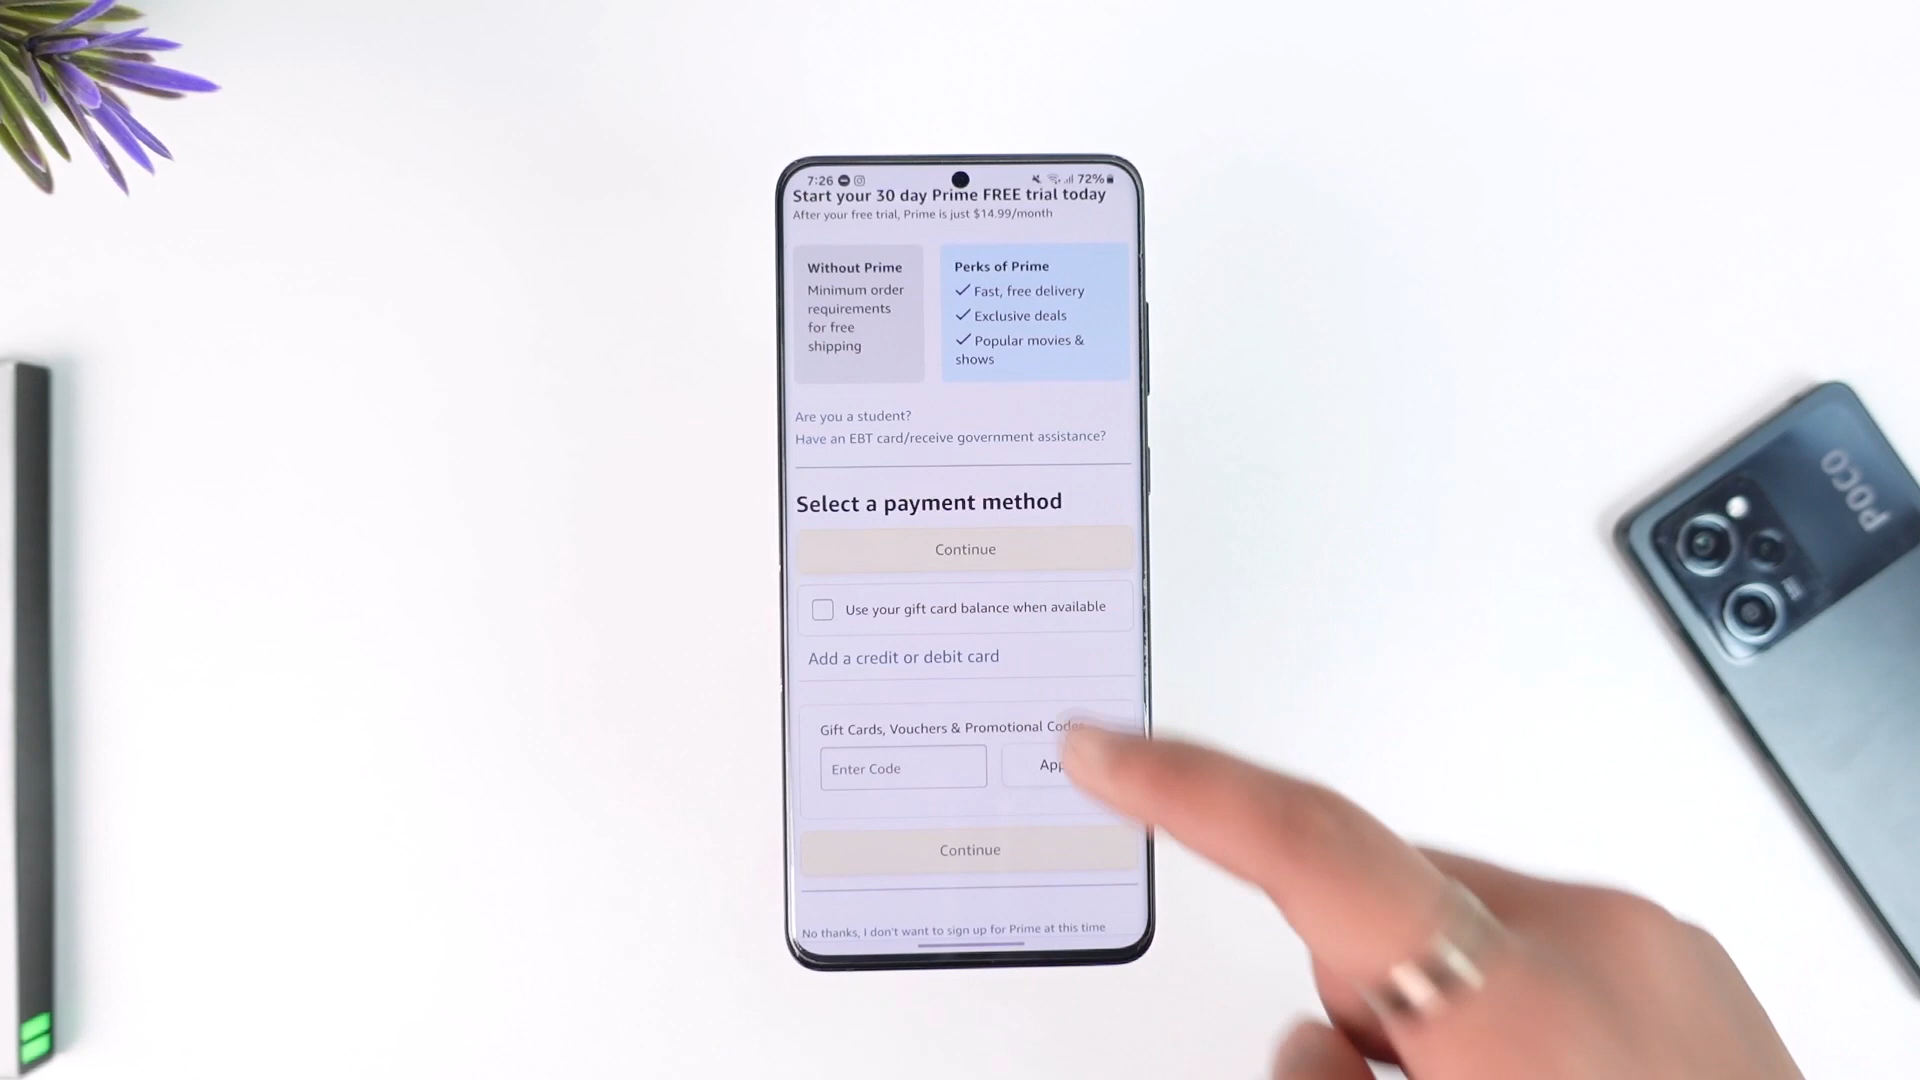 7:26
72%
Start your 30 day Prime FREE trial today
After your free trial, Prime is just $14.99/month
Without Prime
Minimum order
requirements
for free
shipping
Perks of Prime
Fast, free delivery
Exclusive deals
Popular movies &
shows
Are you a student?
Have an EBT card/receive government assistance?
Select a payment method
Continue
Use your gift card balance when available
Add a credit or debit card
Gift Cards, Vouchers & Promotional Codes
Enter Code
App
Continue
No thanks, I don't want to sign up for Prime at this time
POCO